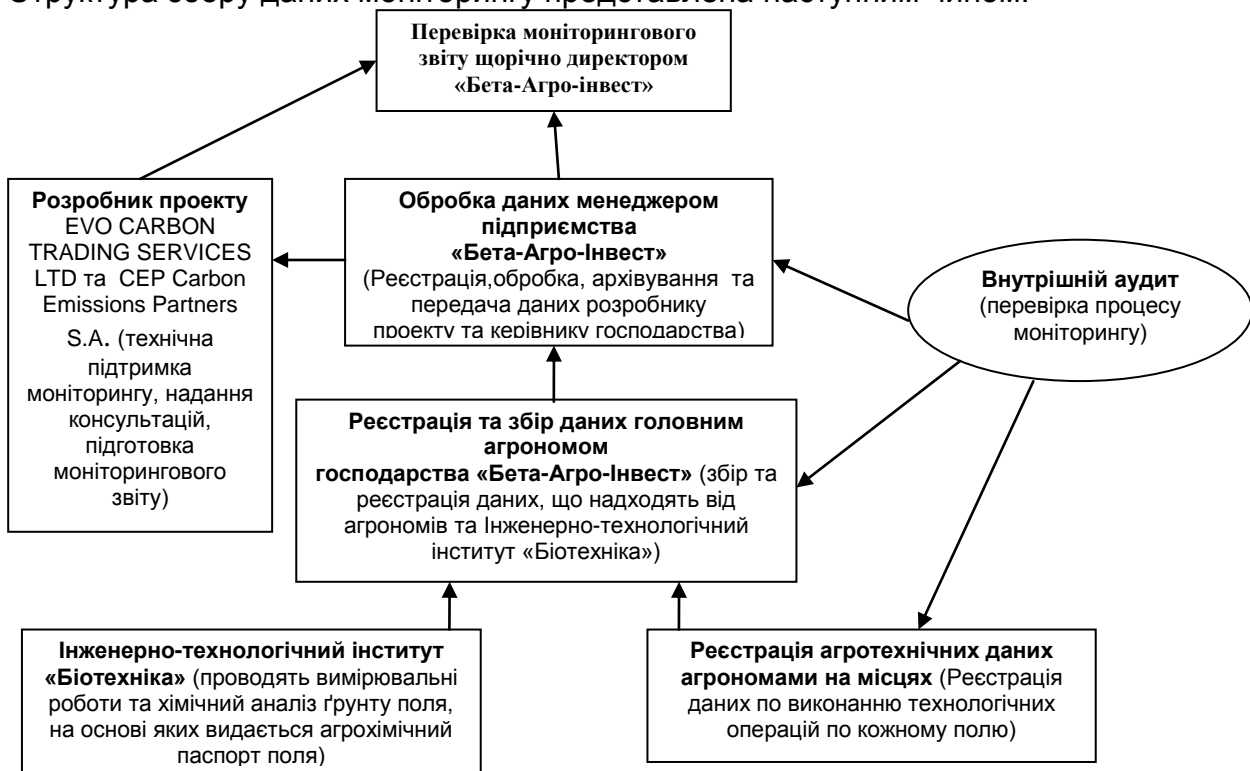 Структура збору даних моніторингу представлена наступним чином:
Перевірка моніторингового
звіту щорічно директором
«Бета-Агро-інвест»
Розробник проекту
EVO CARBON
TRADING SERVICES
LTD та CEP Carbon
Emissions Partners
S.A. (технічна
підтримка
моніторингу, надання
консультацій,
підготовка
моніторингового
звіту)
Обробка даних менеджером
підприємства
«Бета-Агро-Інвест»
(Реєстрація,обробка, архівування та
передача даних розробнику
проекту та керівнику господарства)
Внутрішній аудит
(перевірка процесу
моніторингу)
Реєстрація та збір даних головним
агрономом
господарства «Бета-Агро-Інвест» (збір та
реєстрація даних, що надходять від
агрономів та Інженерно-технологічний
інститут «Біотехніка»)
Інженерно-технологічний інститут
«Біотехніка» (проводять вимірювальні
роботи та хімічний аналіз ґрунту поля,
на основі яких видається агрохімічний
паспорт поля)
Реєстрація агротехнічних даних
агрономами на місцях (Реєстрація
даних по виконанню технологічних
операцій по кожному полю)